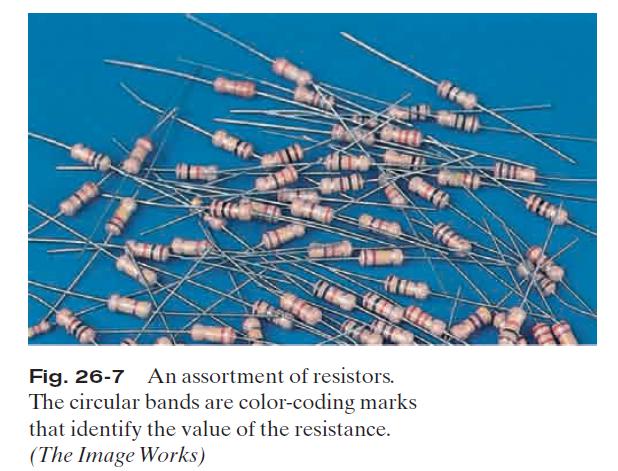 Fig. 26-7 An assortment of resistors.
The circular bands are color-coding marks
that identify the value of the resistance.
(The Image Works)